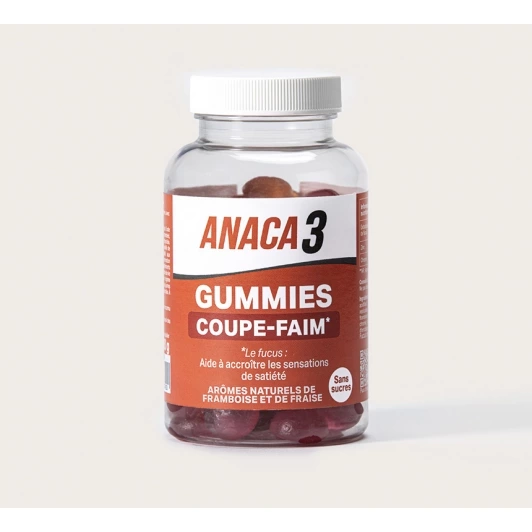 ANACA3
GUMMIES
COUPE-FAIM*
*Le fucus :
Aide à accroître les sensations
de satiété
ARÔMES NATURELS DE
FRAMBOISE ET DE FRAISE
Sans
sucres